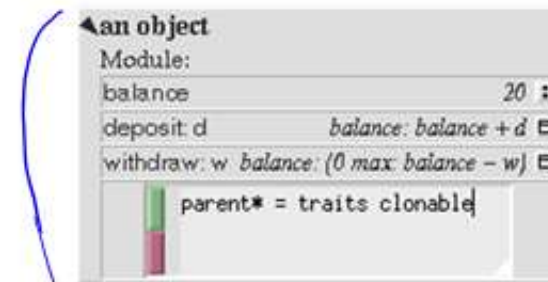 an object
Module:
balance 20 :
deposit: d balance: balance + d
withdraw: w balance: (0 max: balance – w)
parent* = traits clonable